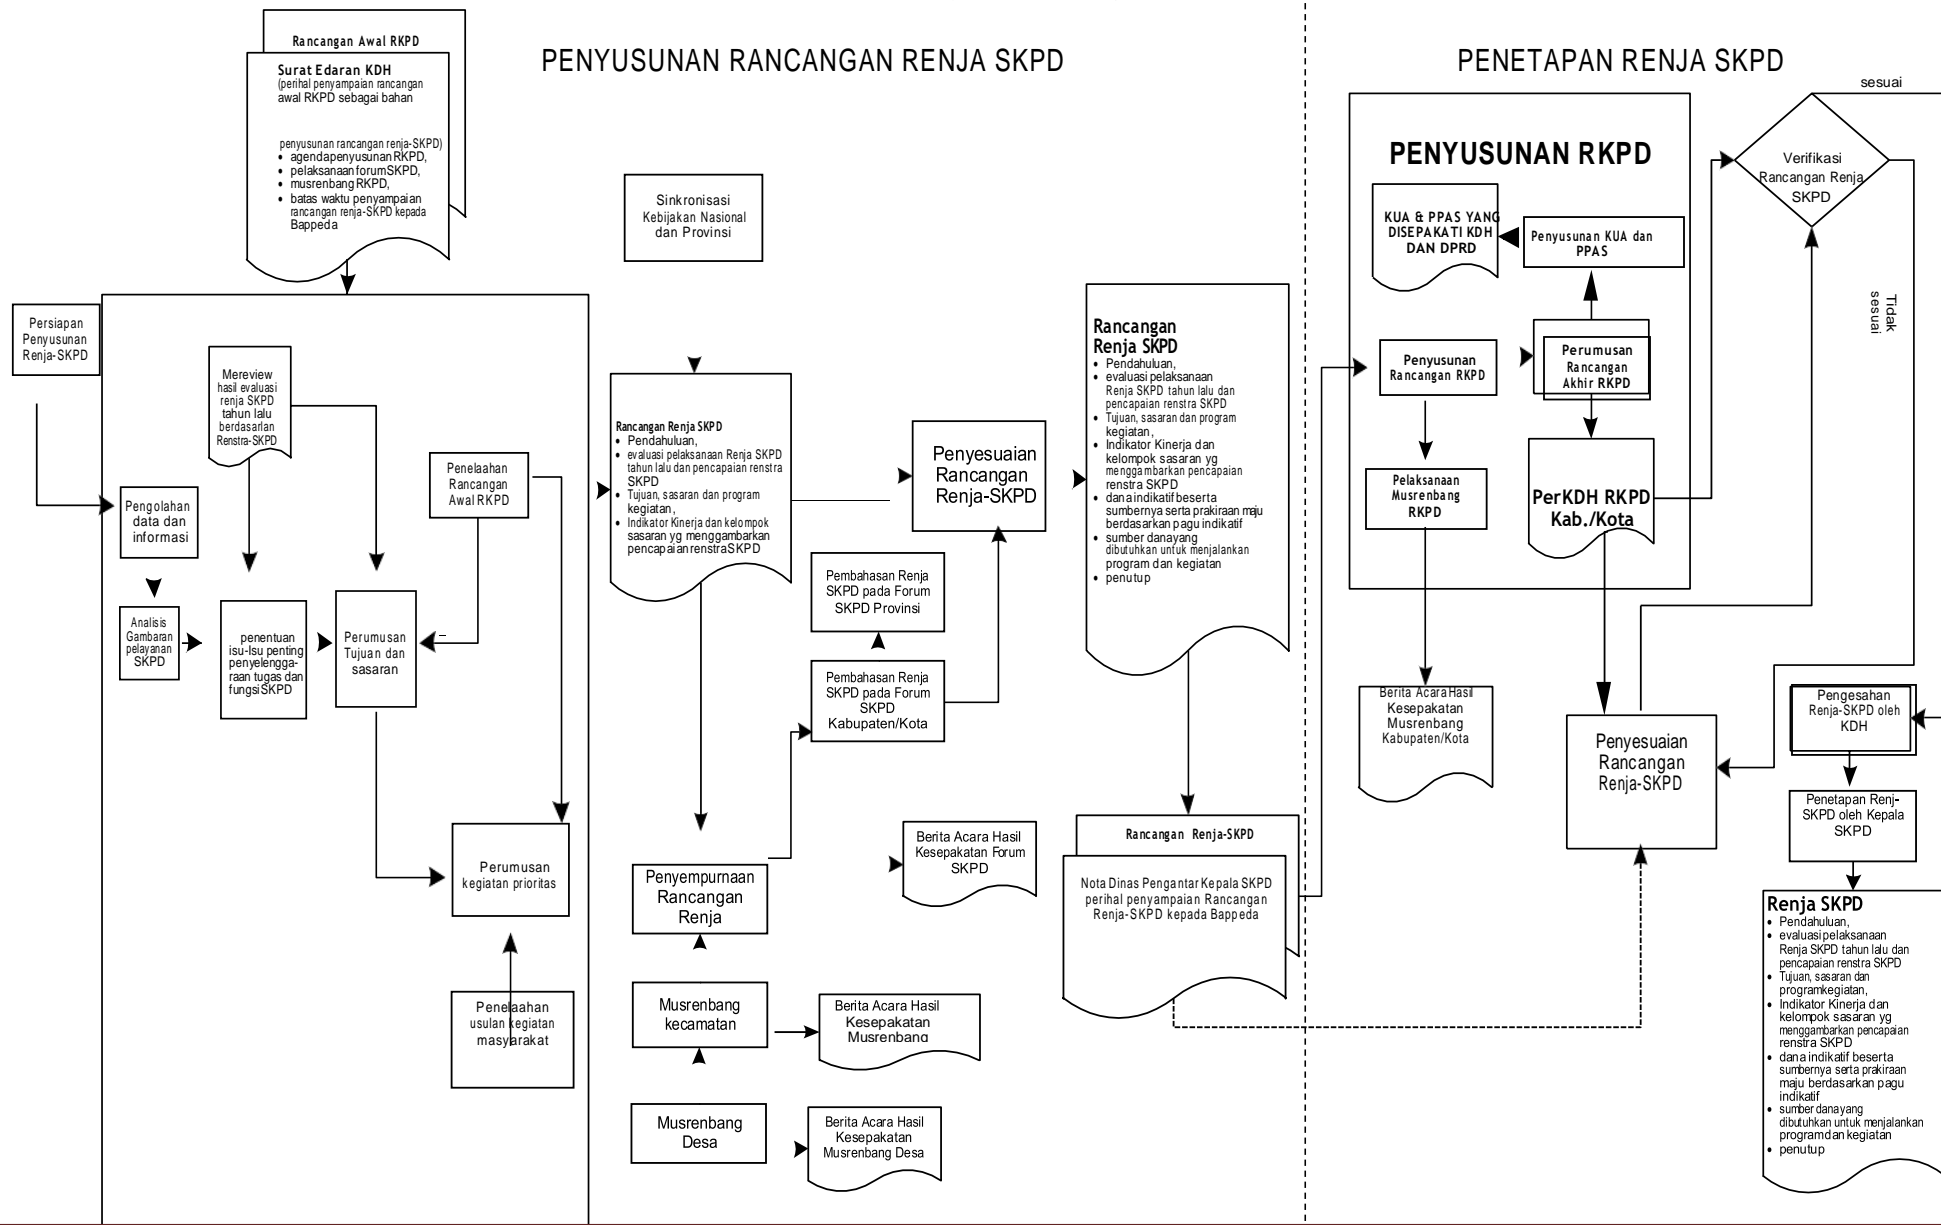 PENYUSUNAN RANCANGAN RENJA SKPD
PENETAPAN RENJA SKPD
Rancangan Awal RKPD
Surat Edaran KDH
(perihal penyampaian rancangan
awal RKPD sebagai bahan
penyusunan rancangan renja-SKPD)
• agendapenyusunan RKPD,
• pelaksanaan forum SKPD,
• musrenbang RKPD,
• batas waktu penyampaian
rancangan renja-SKPD kepada
Bappeda
Persiapan
Penyusunan
Renja-SKPD
Mereview
hasil evaluasi
renja SKPD
tahun lalu
berdasarlan
Renstra-SKPD
Penelaahan
Rancangan
Awal RKPD
Pengolahan
data dan
informasi
Analisis
Gambaran
pelayanan
SKPD
penentuan
isu-Isu penting
penyelengga-
raan tugas dan
fungsi SKPD
Perumusan
Tujuan dan
sasaran
Perumusan
kegiatan prioritas
Penelaahan
usulan kegiatan
masyarakat
Sinkronisasi
Kebijakan Nasional
dan Provinsi
Rancangan Renja SKPD
• Pendahuluan,
• evaluasi pelaksanaan Renja SKPD
tahun lalu dan pencapaian renstra
SKPD
• Tujuan, sasaran dan program
kegiatan,
• Indikator Kinerja dan kelompok
sasaran yg menggambarkan
pencapaian renstra SKPD
Penyesuaian
Rancangan
Renja-SKPD
Pembahasan Renja
SKPD pada Forum
SKPD Provinsi
Pembahasan Renja
SKPD pada Forum
SKPD
Kabupaten/Kota
Berita Acara Hasil
Kesepakatan Forum
SKPD
Penyempurnaan
Rancangan
Renja
Musrenbang
kecamatan
Berita Acara Hasil
Kesepakatan
Musrenbang
Musrenbang
Desa
Berita Acara Hasil
Kesepakatan
Musrenbang Desa
Rancangan
Renja SKPD
• Pendahuluan,
• evaluasi pelaksanaan
Renja SKPD tahun lalu dan
pencapaian renstra SKPD
• Tujuan, sasaran dan program
kegiatan,
• Indikator Kinerja dan
kelompok sasaran yg
menggambarkan pencapaian
renstra SKPD
• dana indikatif beserta
sumbernya serta prakiraan maju
berdasarkan pagu indikatif
• sumber dana yang
dibutuhkan untuk menjalankan
program dan kegiatan
• penutup
Rancangan Renja-SKPD
Nota Dinas Pengantar Kepala SKPD
perihal penyampaian Rancangan
Renja-SKPD kepada Bappeda
PENYUSUNAN RKPD
KUA & PPAS YANG
DISEPAKATI KDH
DAN DPRD
Penyusunan KUA dan
PPAS
Penyusunan
Rancangan RKPD
Perumusan
Rancangan
Akhir RKPD
Pelaksanaan
Musrenbang
RKPD
PerKDH RKPD
Kab./Kota
Berita Acara Hasil
Kesepakatan
Musrenbang
Kabupaten/Kota
Penyesuaian
Rancangan
Renja-SKPD
sesuai
Verifikasi
Rancangan Renja
SKPD
Tidak
sesuai
Pengesahan
Renja-SKPD oleh
KDH
Penetapan Renj-
SKPD oleh Kepala
SKPD
Renja SKPD
• Pendahuluan,
• evaluasi pelaksanaan
Renja SKPD tahun lalu dan
pencapaian renstra SKPD
• Tujuan, sasaran dan
programkegiatan,
• Indikator Kinerja dan
kelompok sasaran yg
menggambarkan pencapaian
renstra SKPD
• dana indikatif beserta
sumbernya serta prakiraan
maju berdasarkan pagu
indikatif
• sumber dana yang
dibutuhkan untuk menjalankan
program dan kegiatan
• penutup